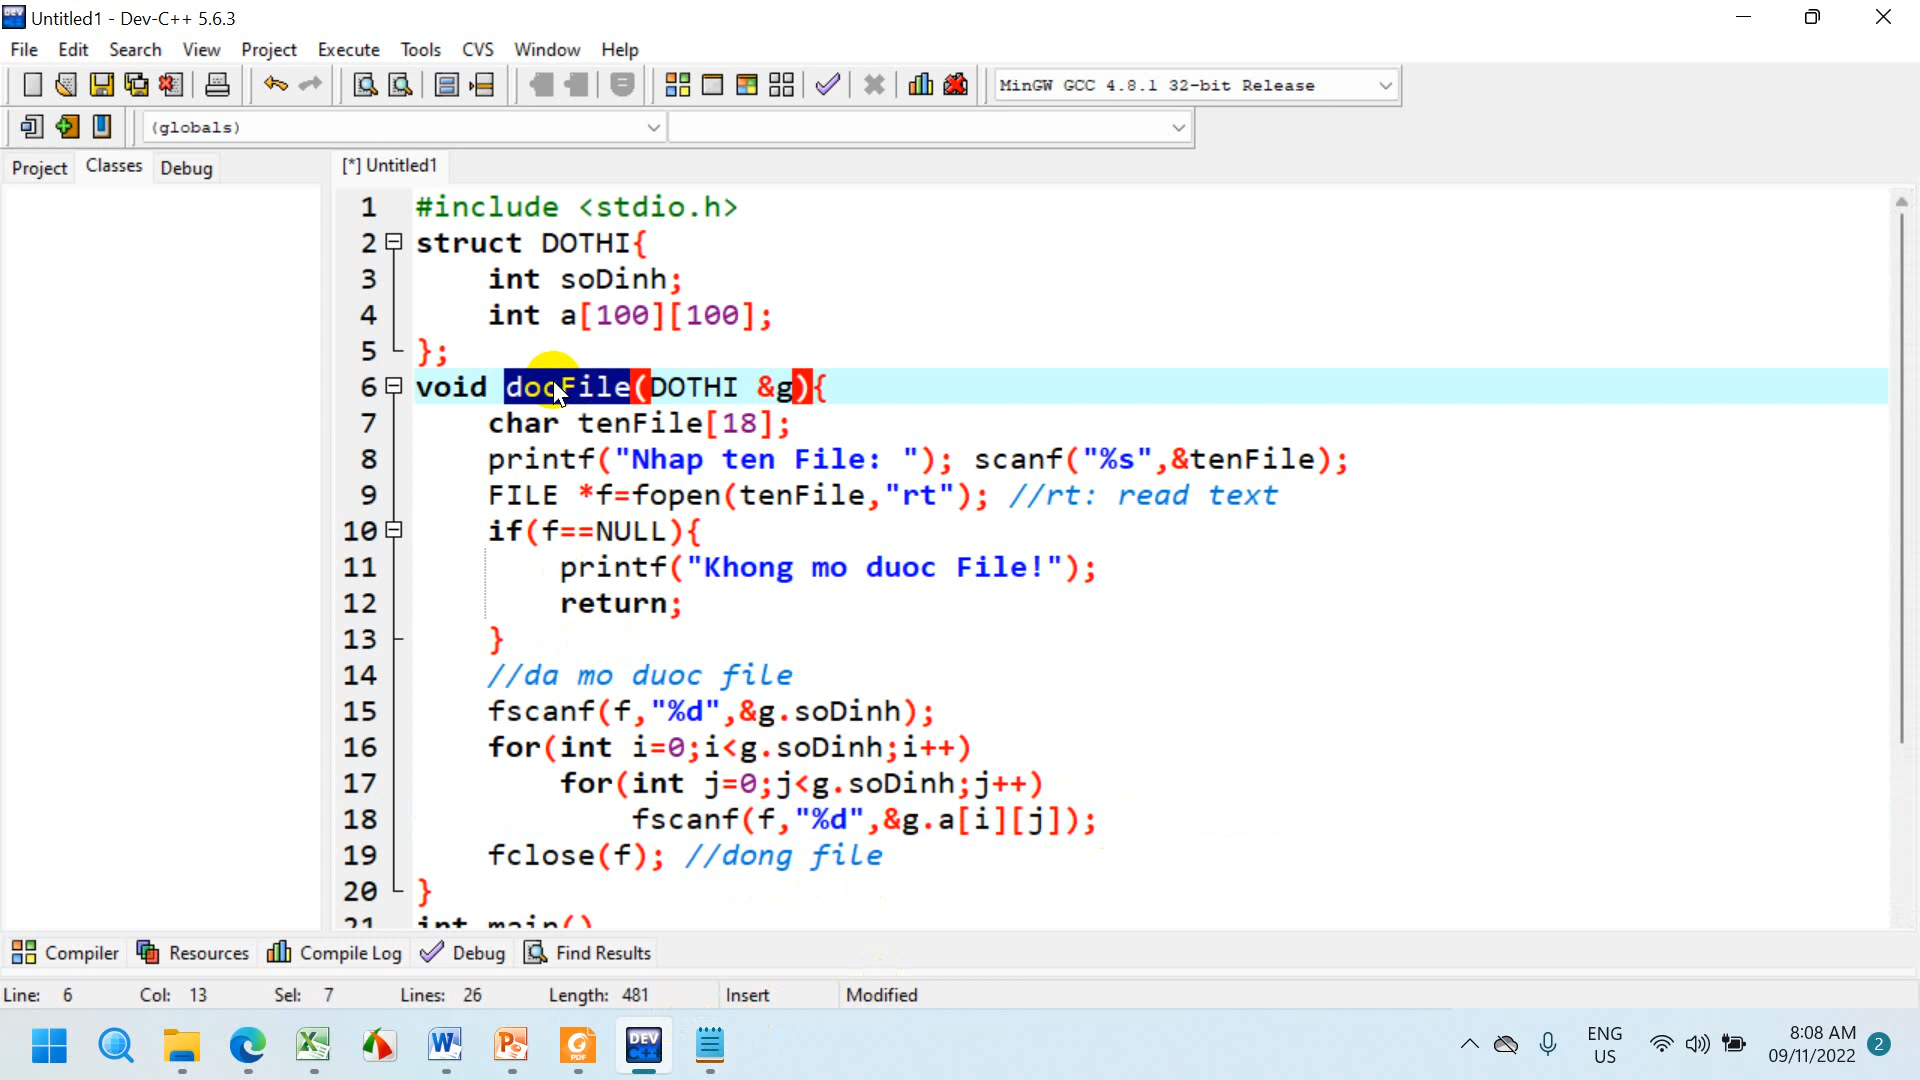 Untitled1 - Dev-C++ 5.6.3
File Edit Search View Project Execute Tools CVS Window Help
MinGW GCC 4.8.1 32-bit Release
(globals)
Project Classes Debug
[*] Untitled1
1 #include <stdio.h>
2 struct DOTHI{
3 int soDinh;
4 int a[100][100];
5 };
6 void docFile(DOTHI &g){
7 char tenFile[18];
8 printf("Nhap ten File: "); scanf("%s",&tenFile);
9 FILE *f=fopen(tenFile,"rt"); //rt: read text
10 if(f==NULL){
11 printf("Khong mo duoc File!");
12 return;
13 }
14 //da mo duoc file
15 fscanf(f,"%d",&g.soDinh);
16 for(int i=0;i<g.soDinh;i++)
17 for(int j=0;j<g.soDinh;j++)
18 fscanf(f,"%d",&g.a[i][j]);
19 fclose(f); //dong file
20 }
21 int main()
Compiler Resources Compile Log Debug Find Results
Line: 6 Col: 13 Sel: 7 Lines: 26 Length: 481 Insert Modified
DEV C++
PDF
ENG
US
8:08 AM
09/11/2022
2